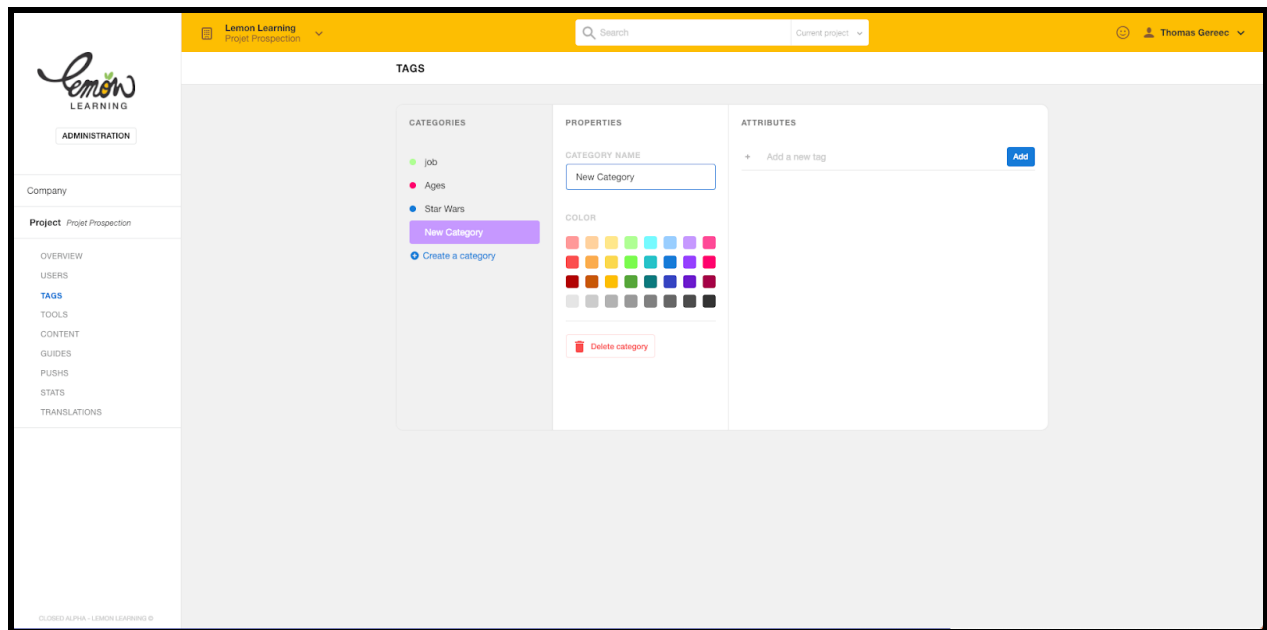 Lemon Learning
Projet Prospection
Search
Current project
Thomas Gereec
lemon
LEARNING
ADMINISTRATION
Company
Project Projet Prospection
OVERVIEW
USERS
TAGS
TOOLS
CONTENT
GUIDES
PUSHS
STATS
TRANSLATIONS
CLOSED ALPHA - LEMON LEARNING ©
TAGS
CATEGORIES
job
Ages
Star Wars
New Category
Create a category
PROPERTIES
CATEGORY NAME
New Category
COLOR
Delete category
ATTRIBUTES
+ Add a new tag
Add